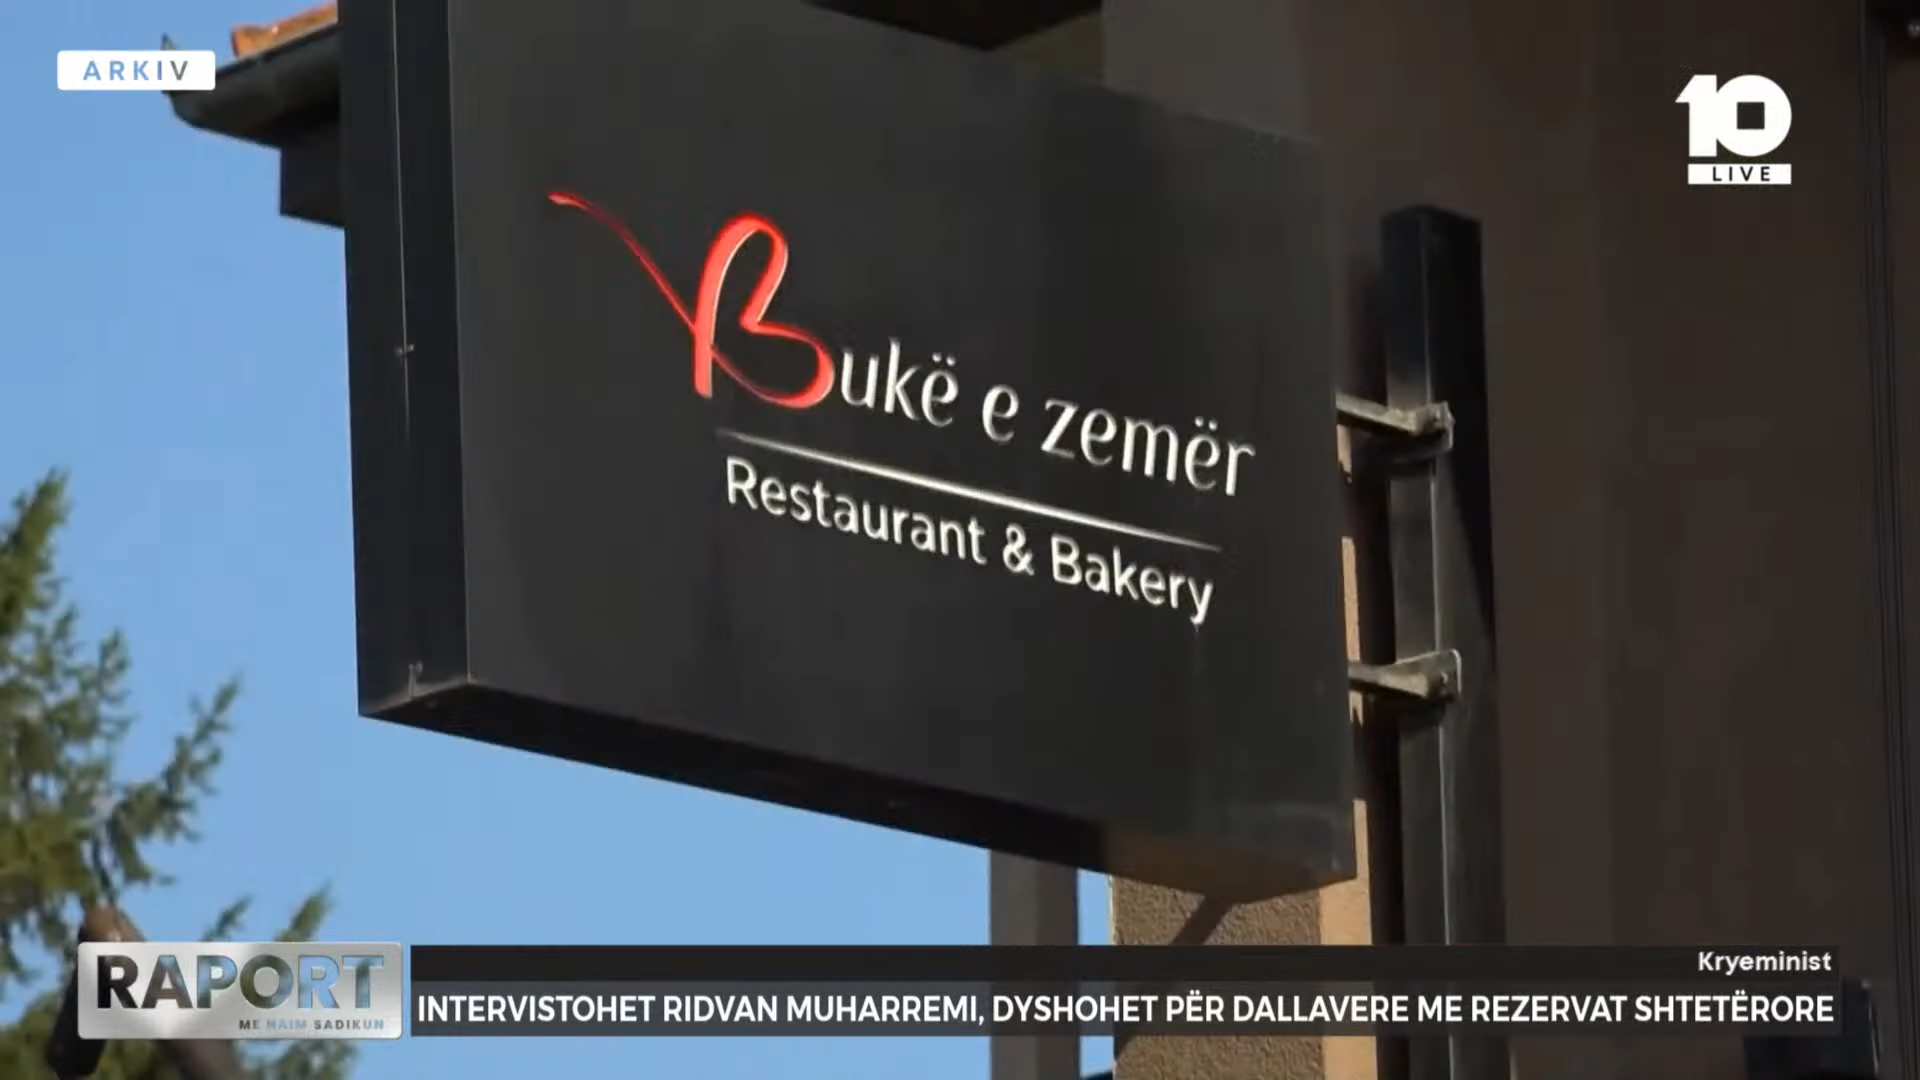 ARKIV
10
LIVE
Bukë e zemër
Restaurant & Bakery
Kryeminist
RAPORT
ME NAIM SADIKUN
INTERVISTOHET RIDVAN MUHARREMI, DYSHOHET PËR DALLAVERE ME REZERVAT SHTETËRORE